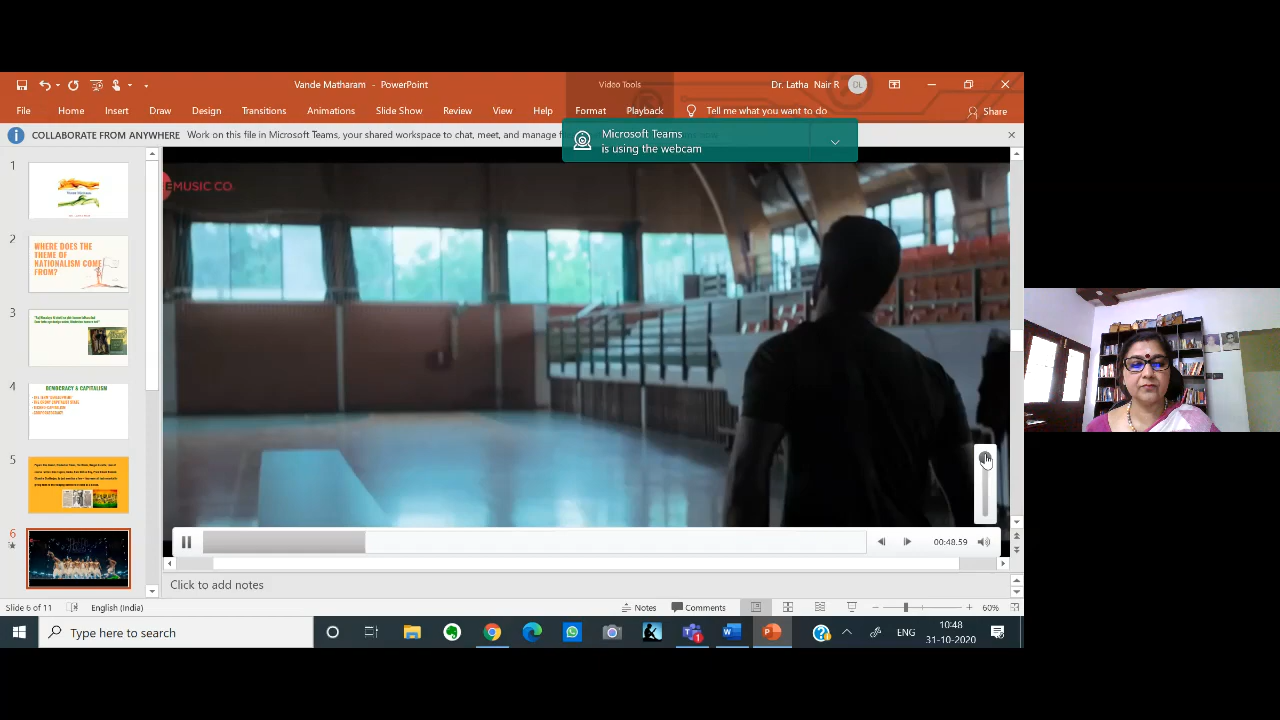 Vande Matharam - PowerPoint
Video Tools
Dr. Latha Nair R
DL
File
Home
Insert
Draw
Design
Transitions
Animations
Slide Show
Review
View
Help
Format
Playback
Tell me what you want to do
Share
COLLABORATE FROM ANYWHERE
Work on this file in Microsoft Teams, your shared workspace to chat, meet, and manage
Microsoft Teams
is using the webcam
1
2
WHERE DOES THE
THEME OF
NATIONALISM COME
FROM?
3
4
DEMOCRACY & CAPITALISM
5
6
EMUSIC CO.
00:48.59
Click to add notes
Slide 6 of 11
English (India)
Notes
Comments
60%
Type here to search
1
ENG
10:48
31-10-2020